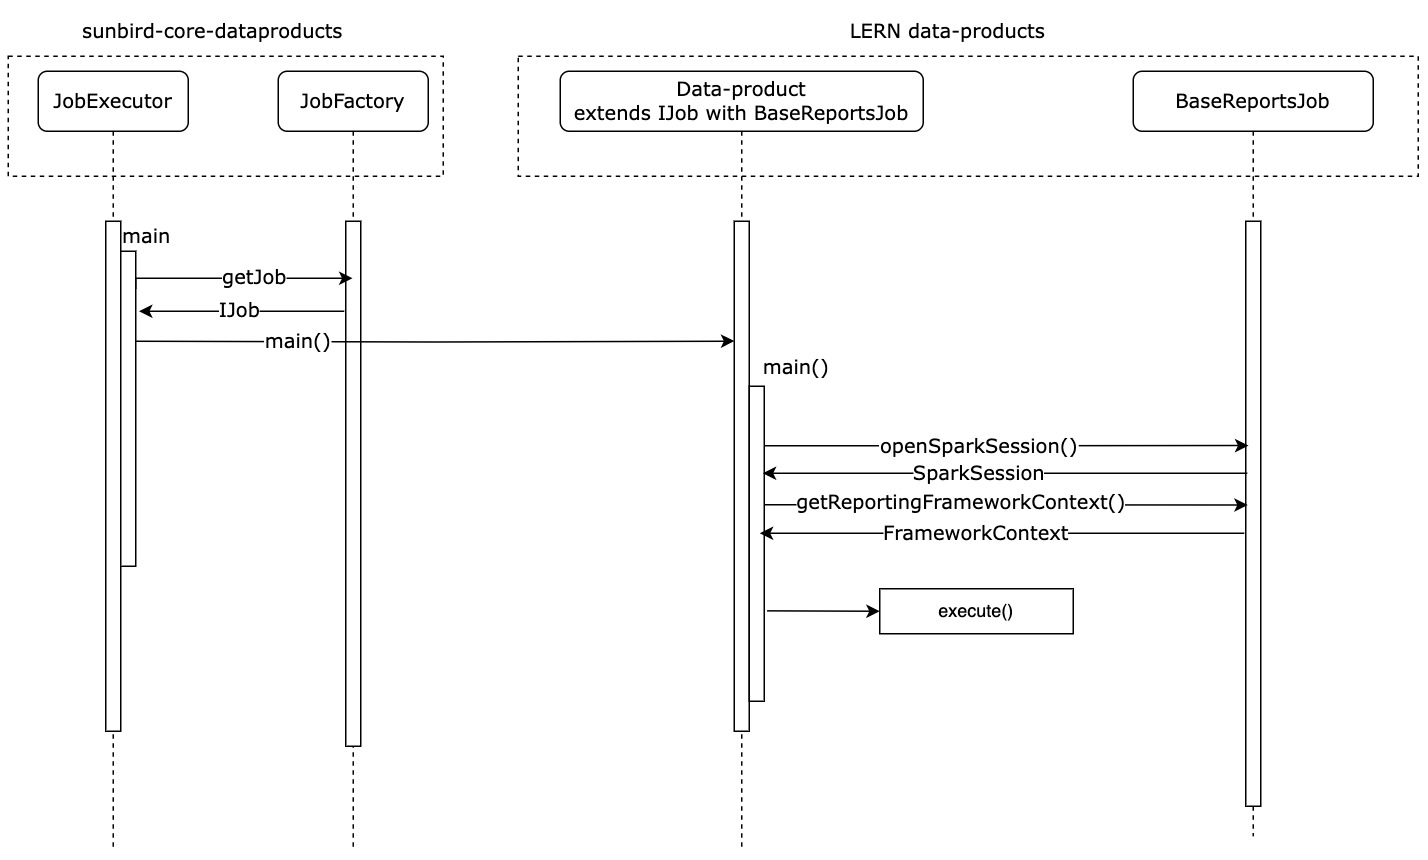 sunbird-core-dataproducts
LERN data-products
JobExecutor
JobFactory
Data-product
extends IJob with BaseReportsJob
BaseReportsJob
main
getJob
IJob
main()
main()
openSparkSession()
SparkSession
getReportingFrameworkContext()
FrameworkContext
execute()